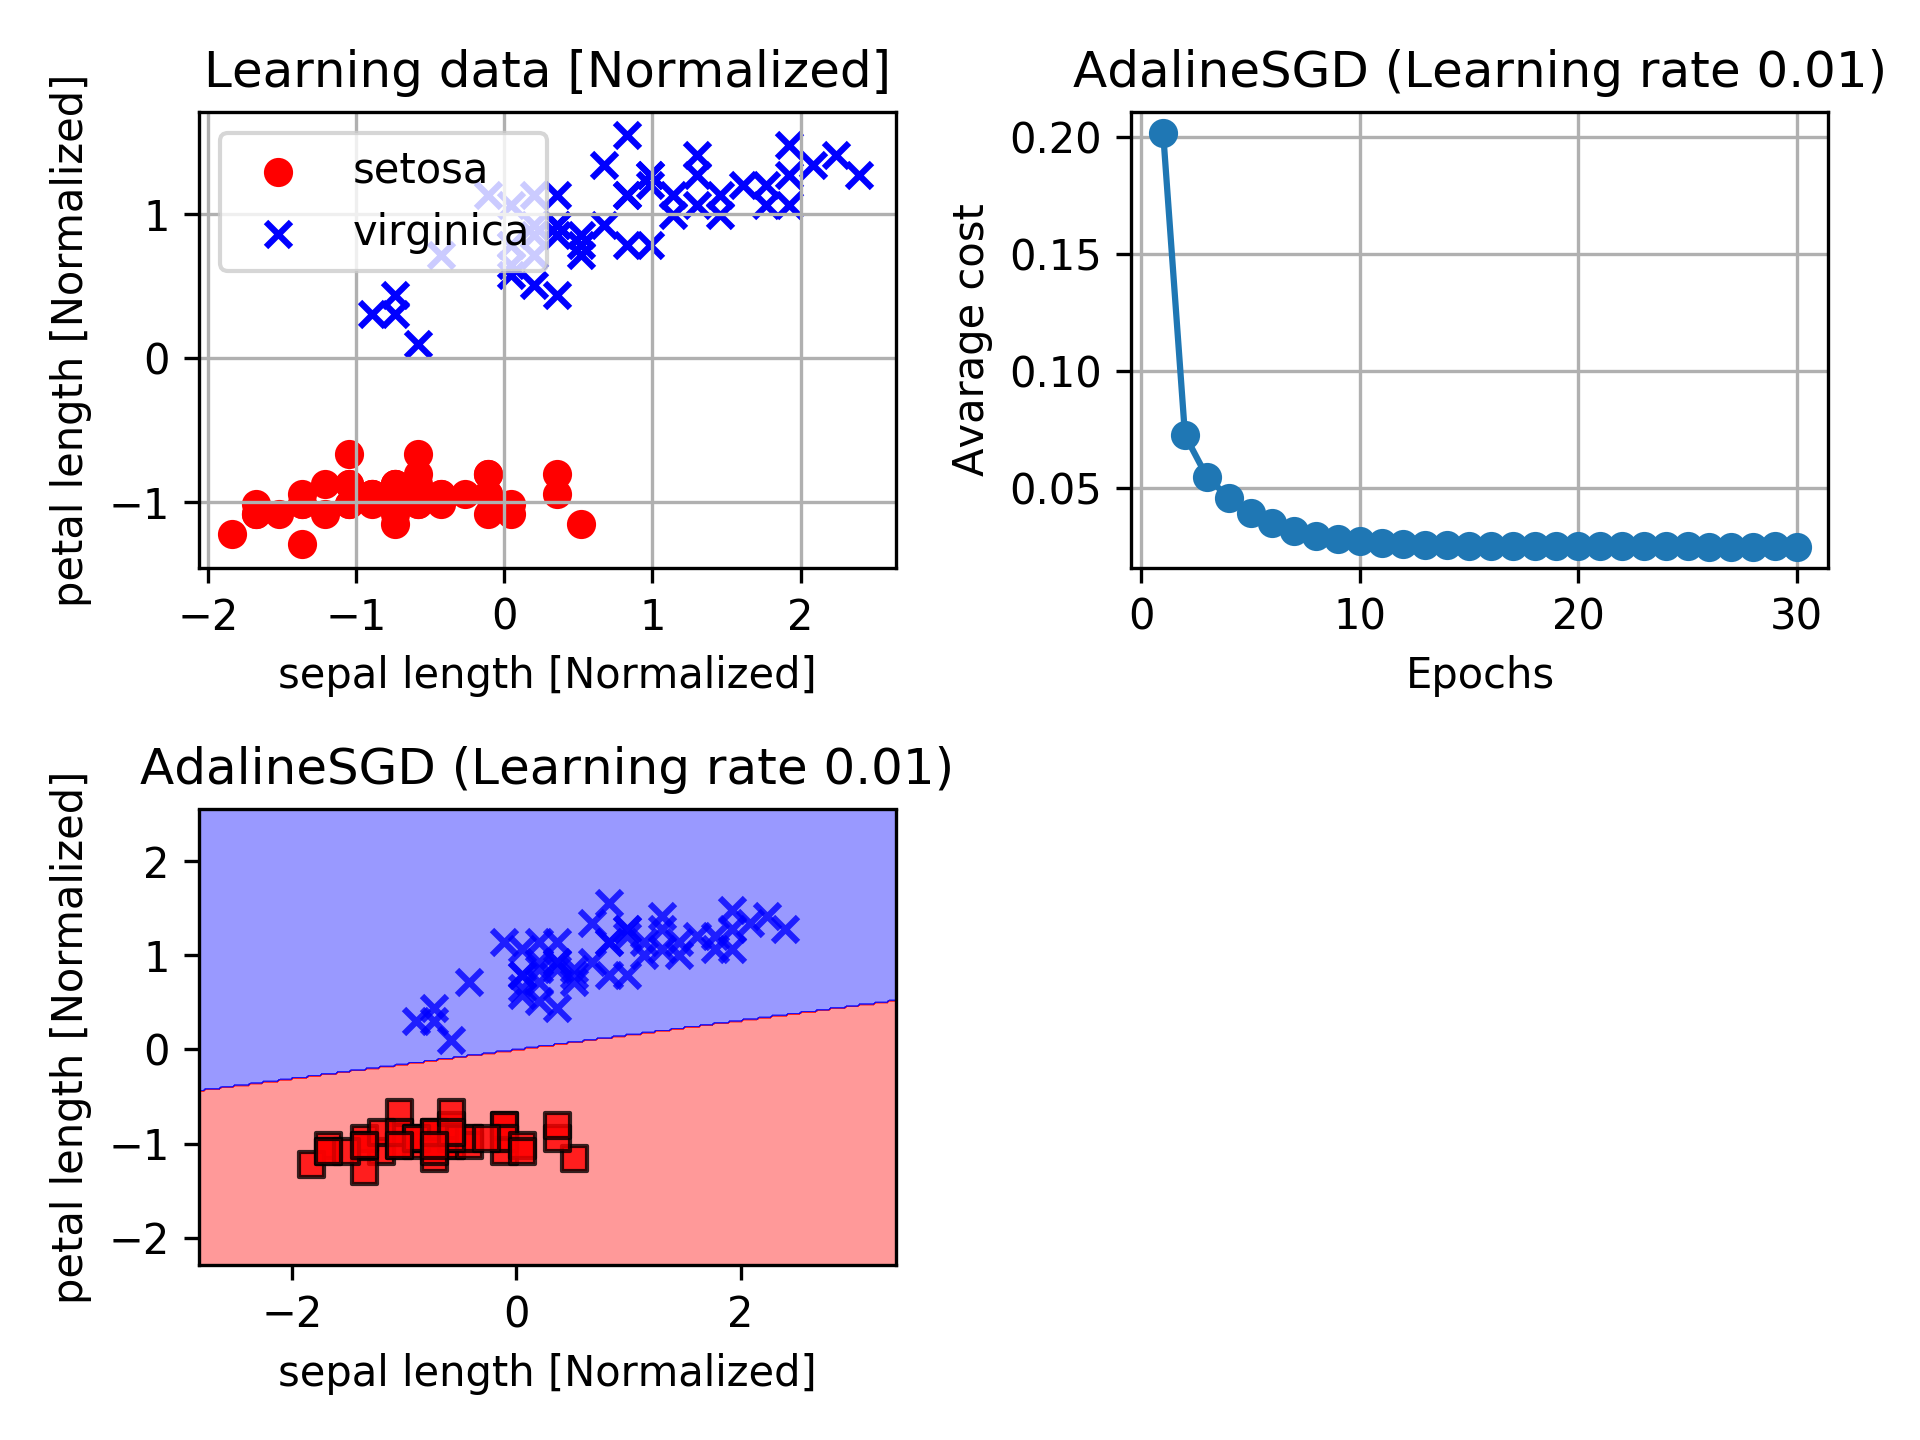 Learning data [Normalized]
petal length [Normalized]
setosa
virginica
1
0
−1
−2
−1
0
1
2
sepal length [Normalized]
AdalineSGD (Learning rate 0.01)
Avarage cost
0.20
0.15
0.10
0.05
0
10
20
30
Epochs
AdalineSGD (Learning rate 0.01)
petal length [Normalized]
2
1
0
−1
−2
−2
0
2
sepal length [Normalized]